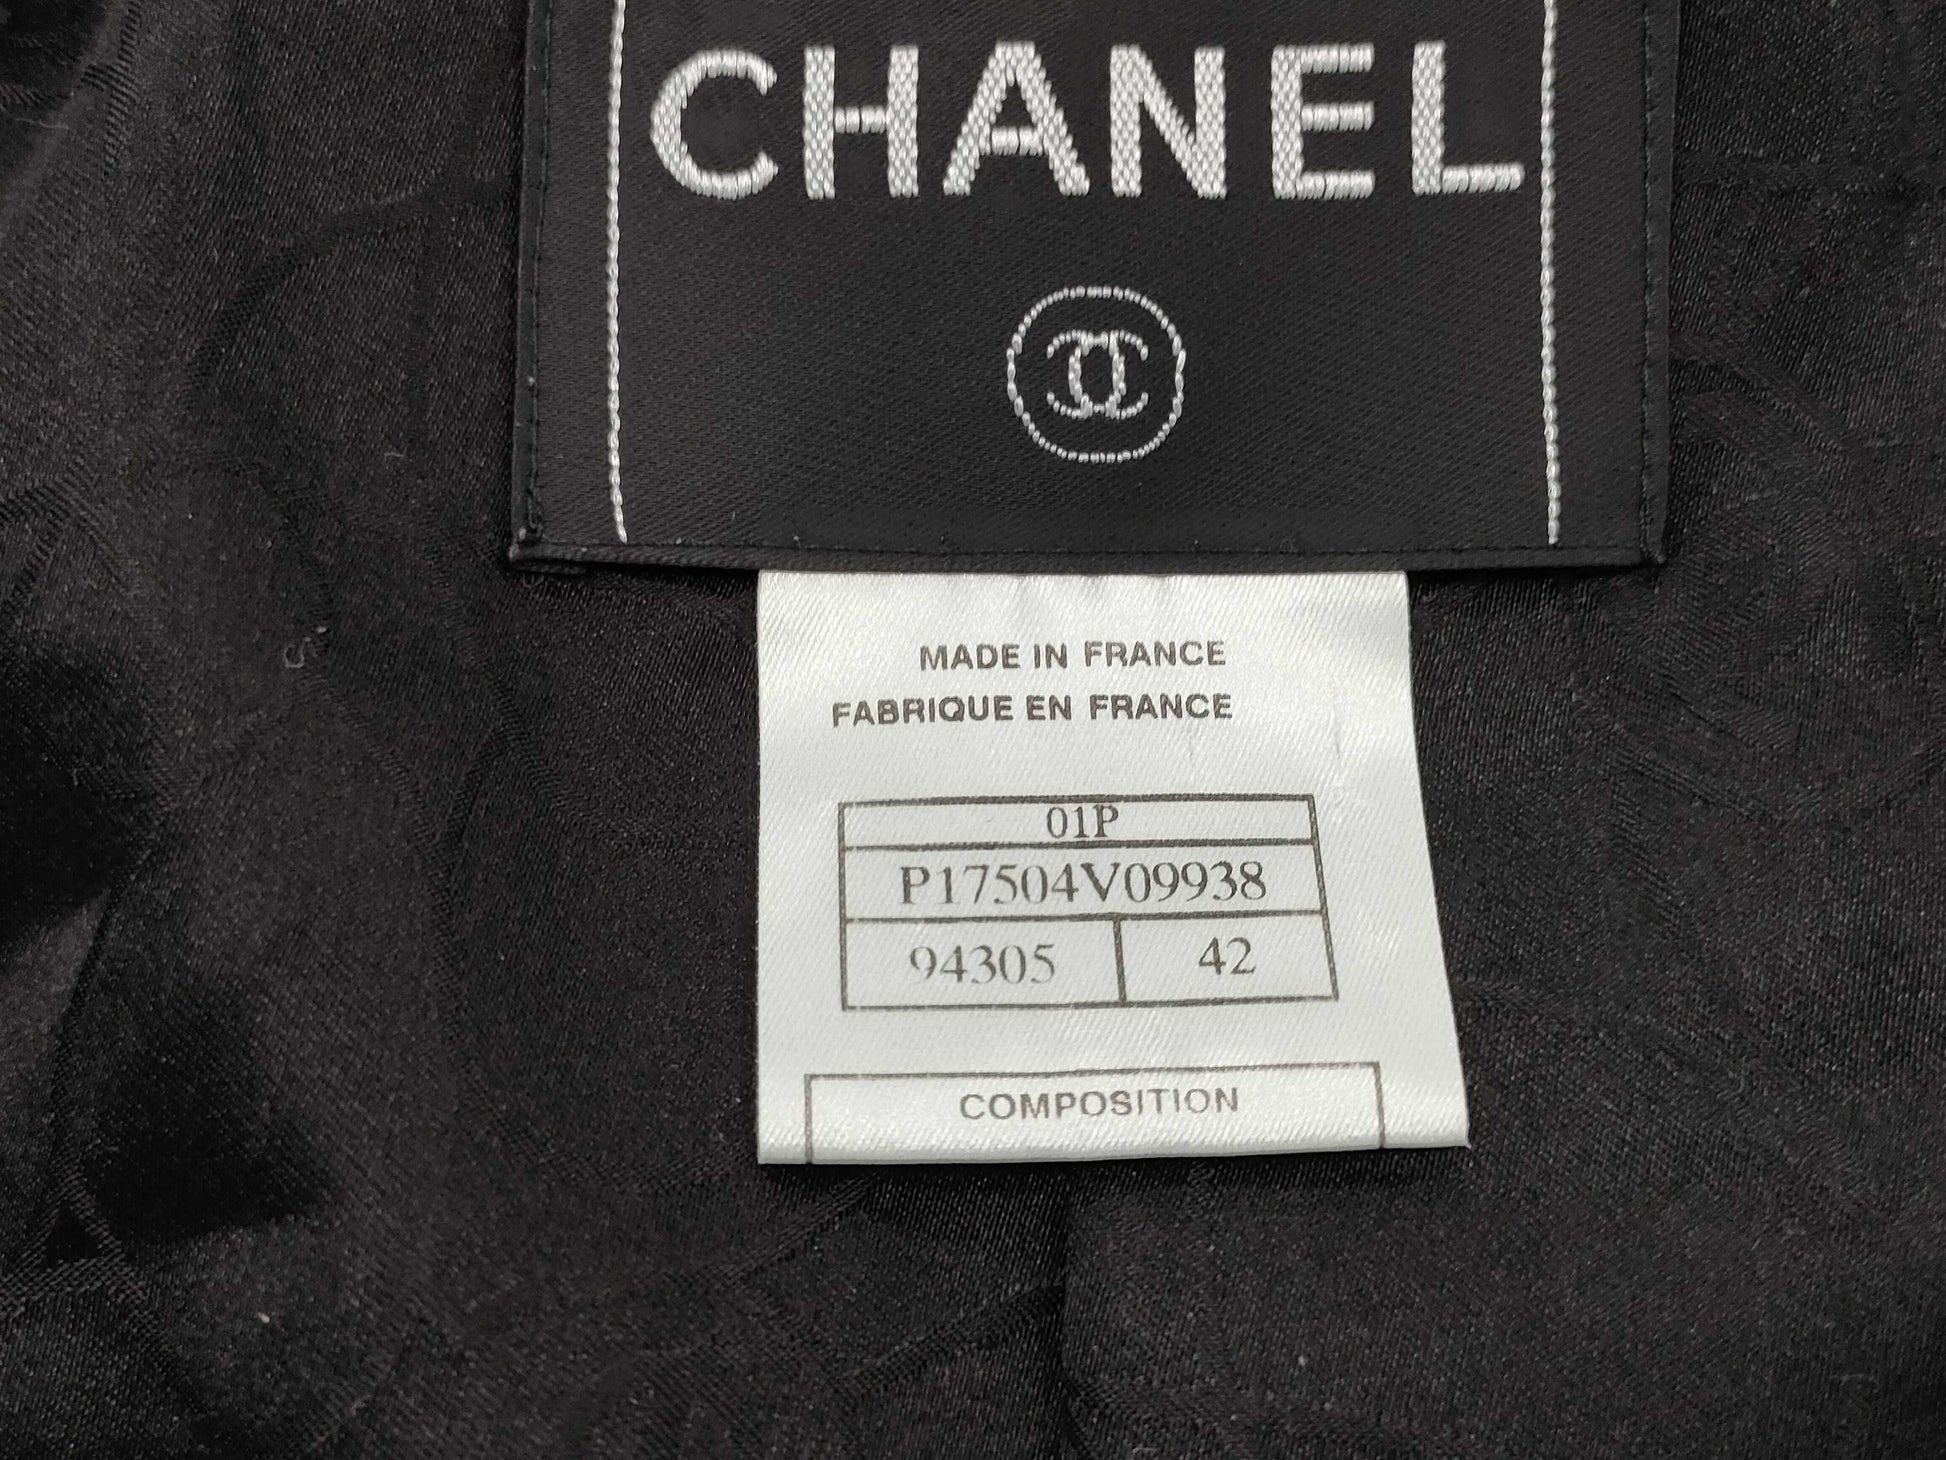 CHANEL
MADE IN FRANCE
FABRIQUE EN FRANCE
01P
P17504V09938
94305 42
COMPOSITION